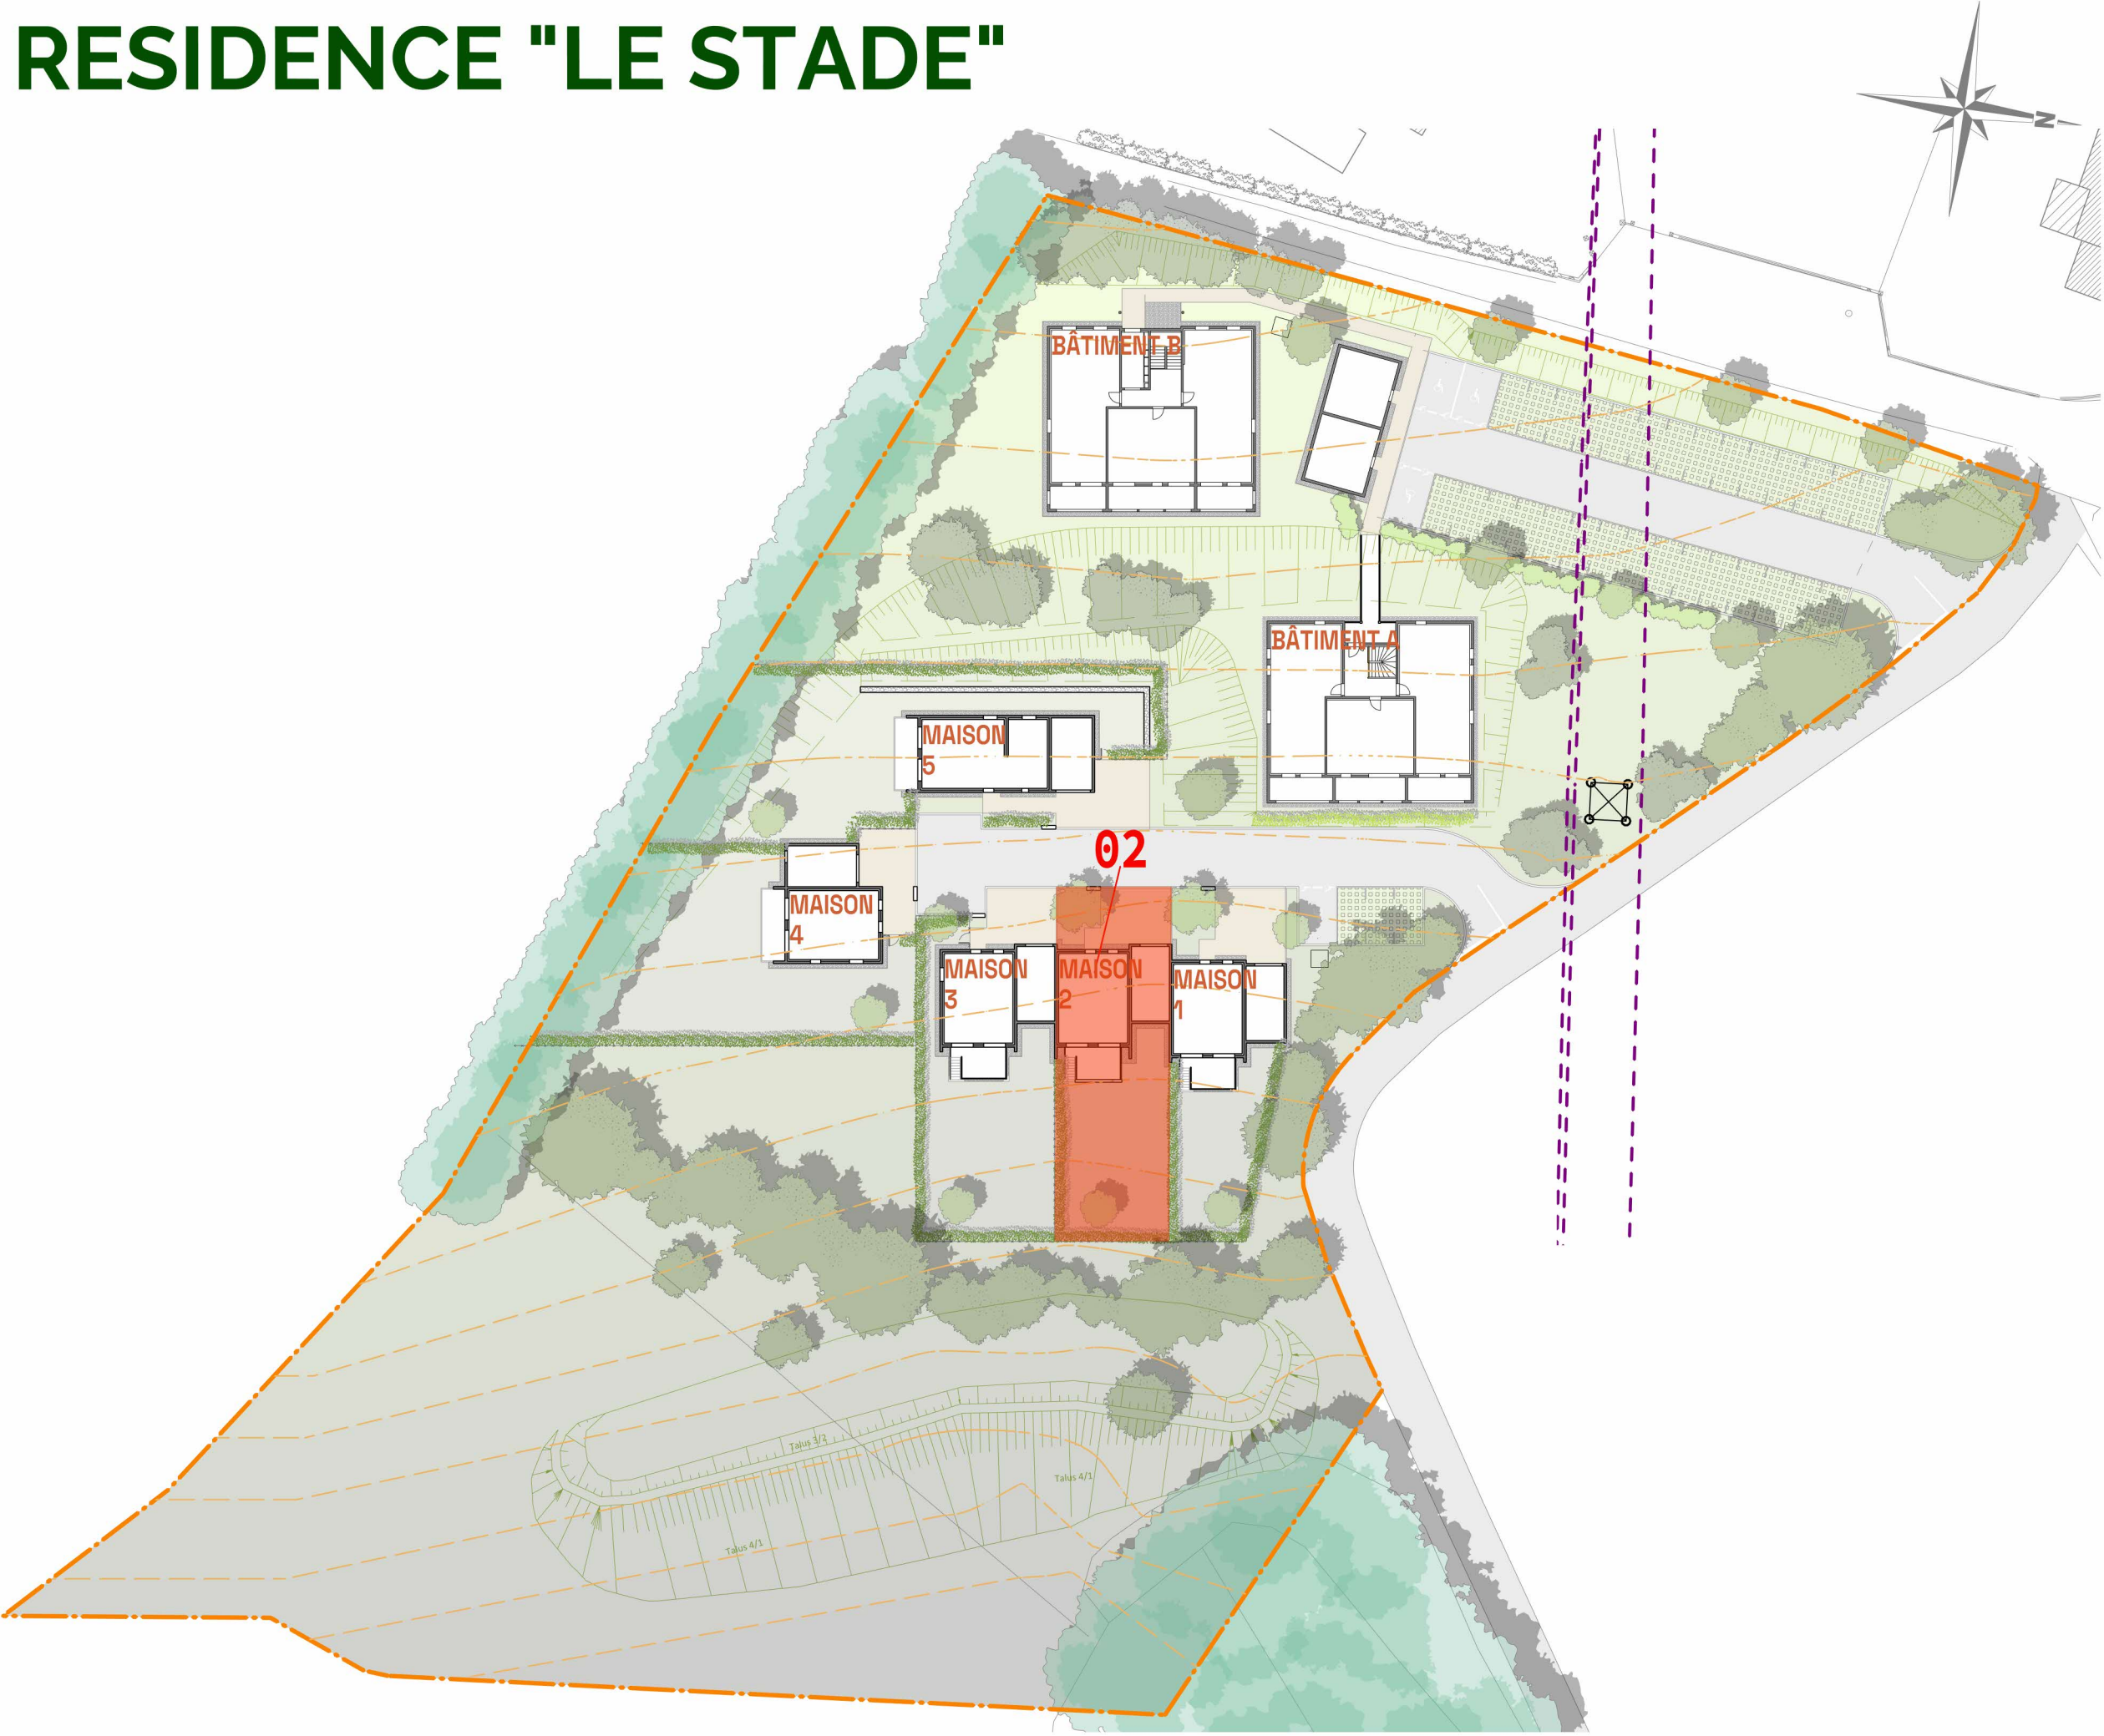 RESIDENCE "LE STADE"
N
BÂTIMENT B
BÂTIMENT A
MAISON
5
02
MAISON
4
MAISON
3
MAISON
2
MAISON
1
Talus 3/2
Talus 4/1
Talus 4/1